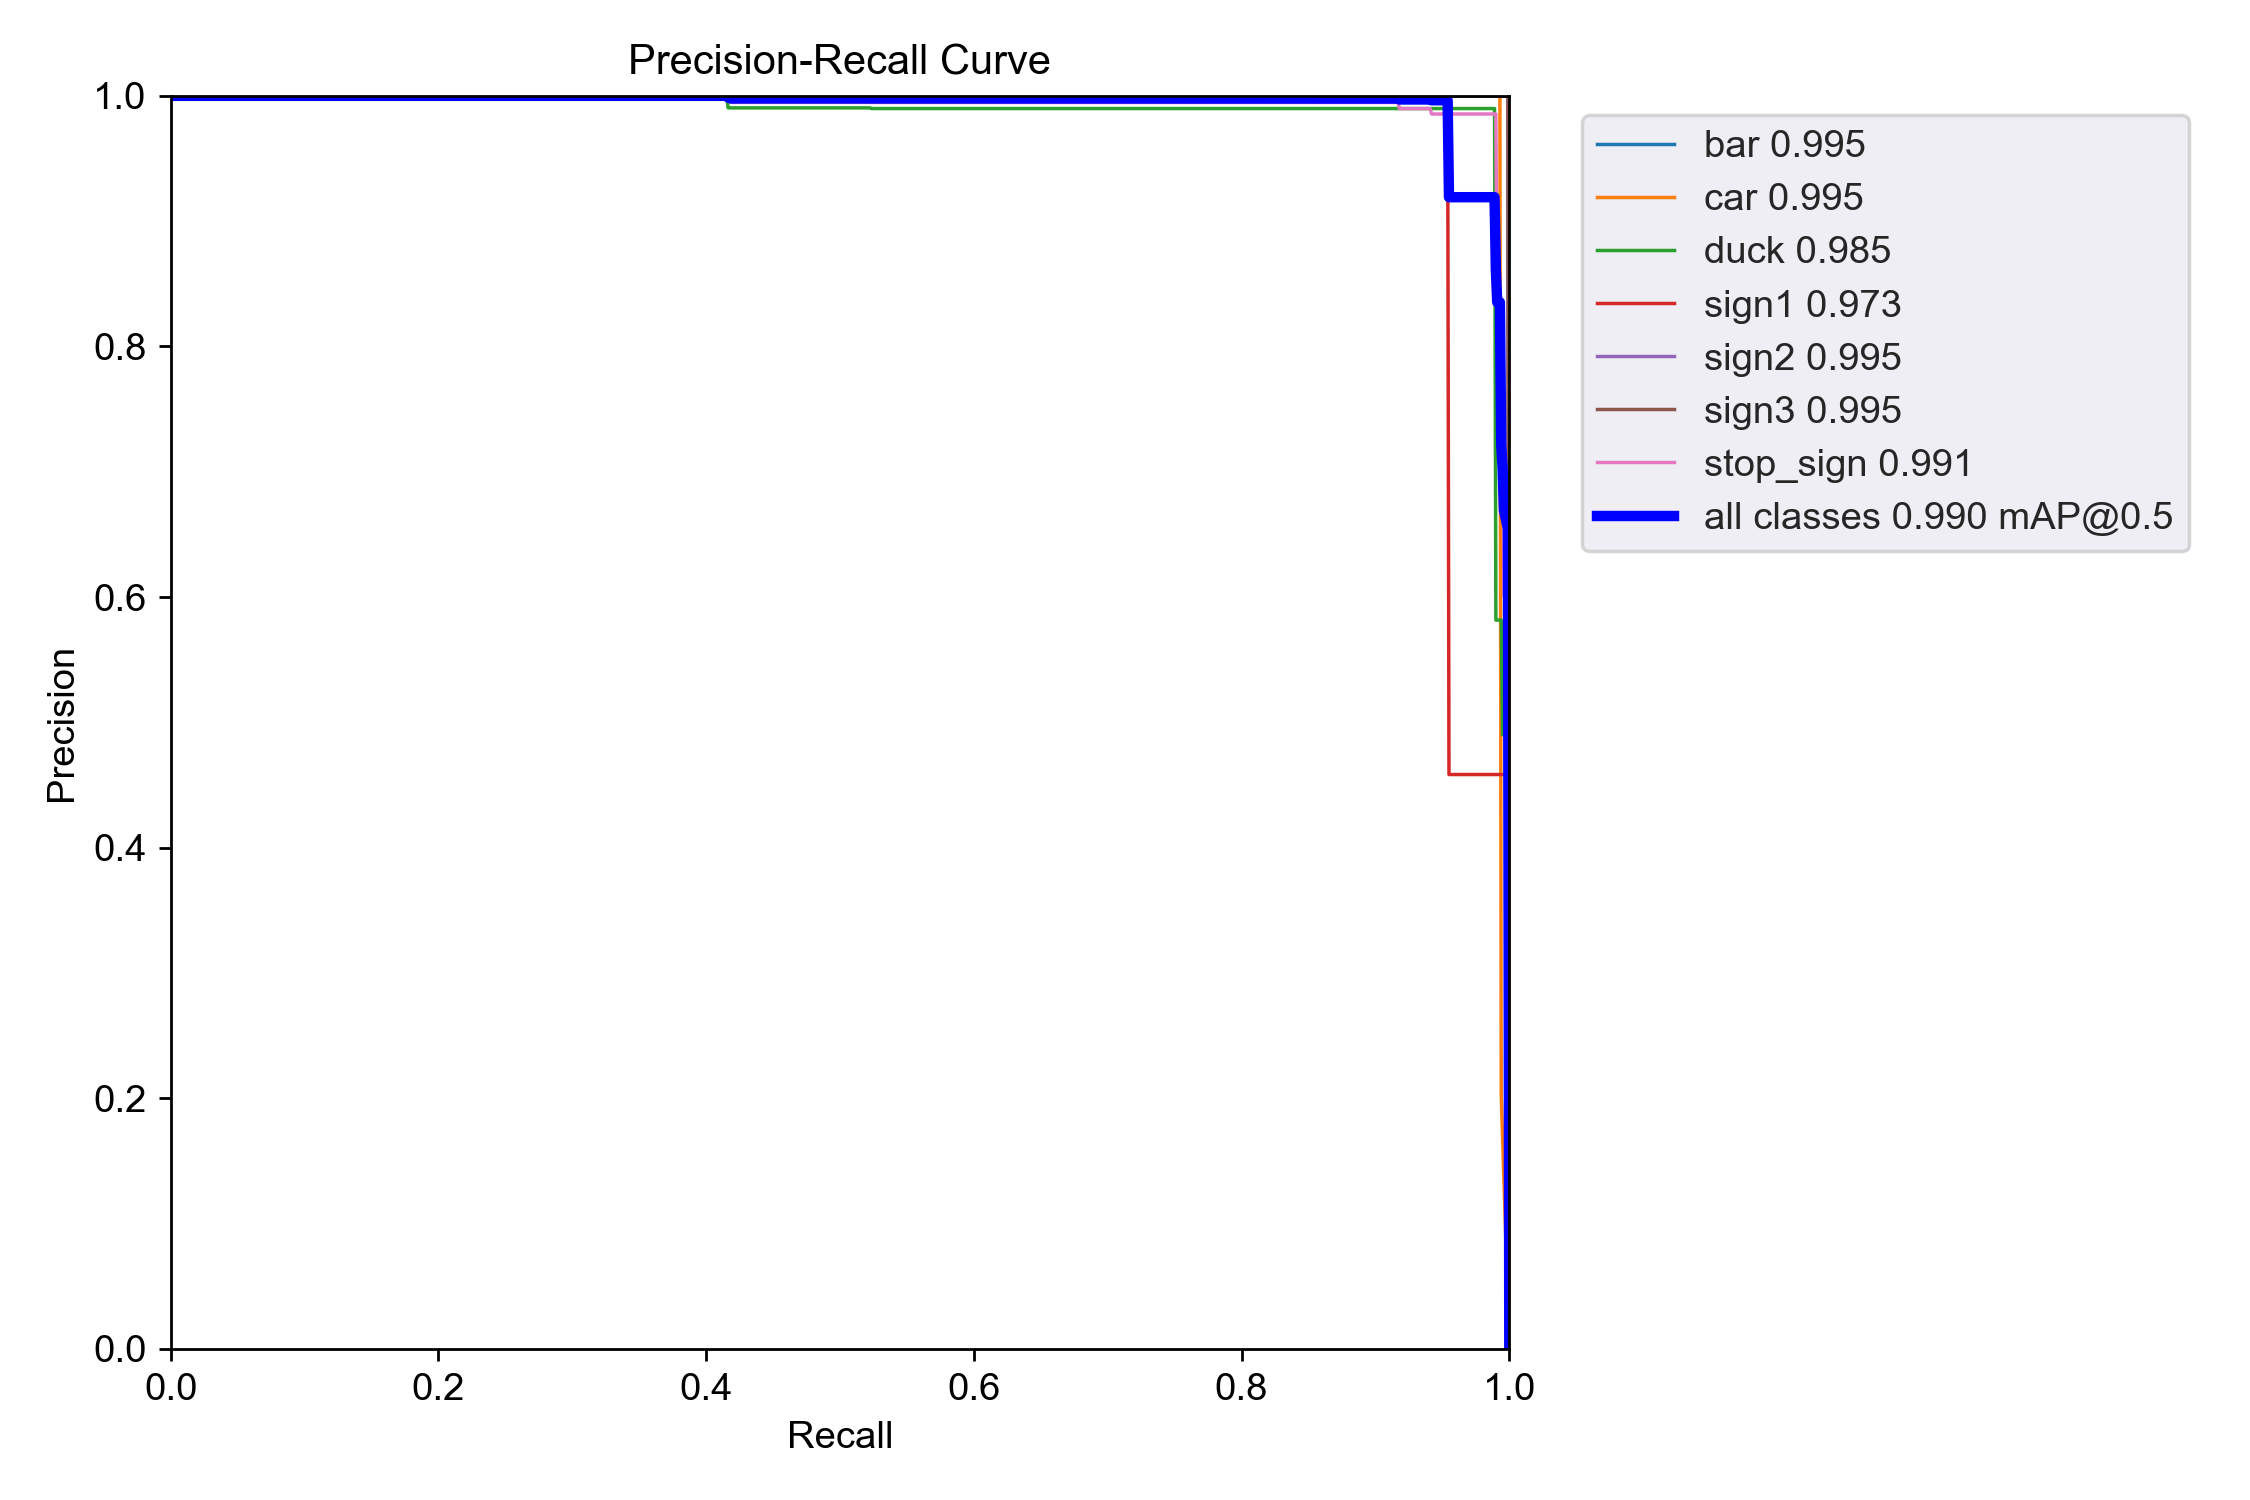 Precision-Recall Curve
1.0
0.8
0.6
0.4
0.2
0.0
Precision
0.0 0.2 0.4 0.6 0.8 1.0
Recall
bar 0.995
car 0.995
duck 0.985
sign1 0.973
sign2 0.995
sign3 0.995
stop_sign 0.991
all classes 0.990 mAP@0.5